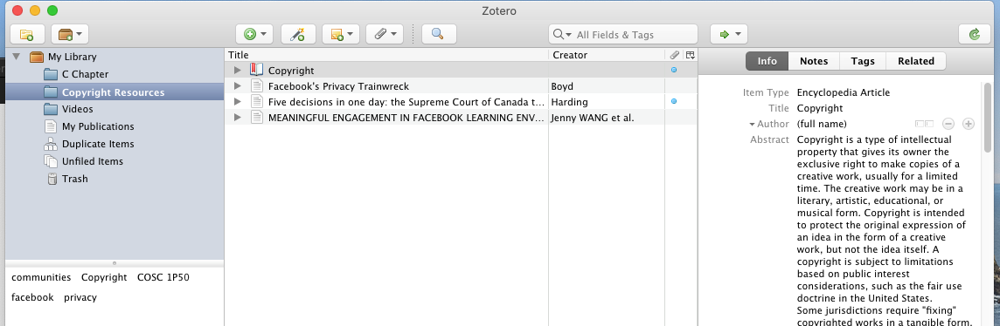 Zotero
All Fields & Tags
My Library
C Chapter
Copyright Resources
Videos
My Publications
Duplicate Items
Unfiled Items
Trash
communities Copyright COSC 1P50
facebook privacy
Title Creator
Copyright
Facebook's Privacy Trainwreck Boyd
Five decisions in one day: the Supreme Court of Canada t... Harding
MEANINGFUL ENGAGEMENT IN FACEBOOK LEARNING ENV... Jenny WANG et al.
Info Notes Tags Related
Item Type Encyclopedia Article
Title Copyright
Author (full name)
Abstract Copyright is a type of intellectual
property that gives its owner the
exclusive right to make copies of a
creative work, usually for a limited
time. The creative work may be in a
literary, artistic, educational, or
musical form. Copyright is intended
to protect the original expression of
an idea in the form of a creative
work, but not the idea itself. A
copyright is subject to limitations
based on public interest
considerations, such as the fair use
doctrine in the United States.
Some jurisdictions require "fixing"
copyrighted works in a tangible form.